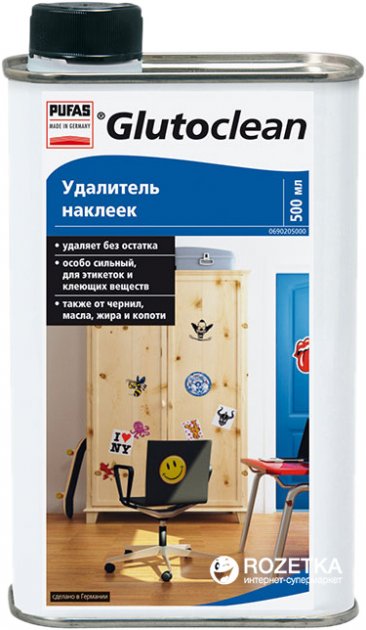 PUFAS
MADE IN GERMANY
® Glutoclean
Удалитель
наклеек
500 мл
0690205000
• удаляет без остатка
• особо сильный,
для этикеток и
клеющих веществ
• также от чернил,
масла, жира и копоти
I ♥
NY
сделано в Германии
ROZETKA
интернет-супермаркет